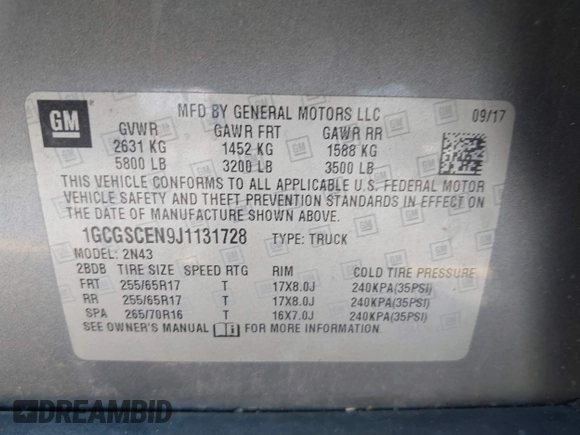 GM
MFD BY GENERAL MOTORS LLC
09/17
GVWR GAWR FRT GAWR RR
2631 KG 1452 KG 1588 KG
5800 LB 3200 LB 3500 LB
THIS VEHICLE CONFORMS TO ALL APPLICABLE U.S. FEDERAL MOTOR
VEHICLE SAFETY AND THEFT PREVENTION STANDARDS IN EFFECT ON
THE DATE OF MANUFACTURE SHOWN ABOVE.
1GCGSCEN9J1131728 TYPE: TRUCK
MODEL: 2N43
2BDB TIRE SIZE SPEED RTG RIM COLD TIRE PRESSURE
FRT 255/65R17 T 17X8.0J 240KPA(35PSI)
RR 255/65R17 T 17X8.0J 240KPA(35PSI)
SPA 265/70R16 T 16X7.0J 240KPA(35PSI)
SEE OWNER'S MANUAL FOR MORE INFORMATION
DREAMBID